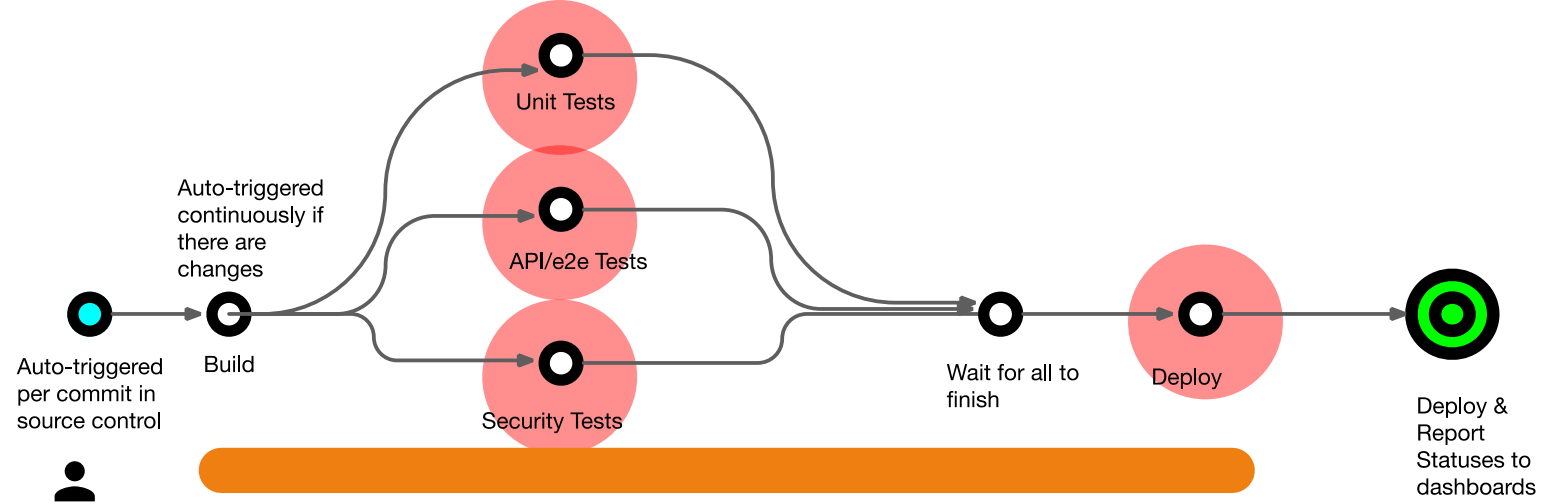 Unit Tests
Auto-triggered
continuously if
there are
changes
API/e2e Tests
Auto-triggered
per commit in
source control
Build
Security Tests
Wait for all to
finish
Deploy
Deploy &
Report
Statuses to
dashboards